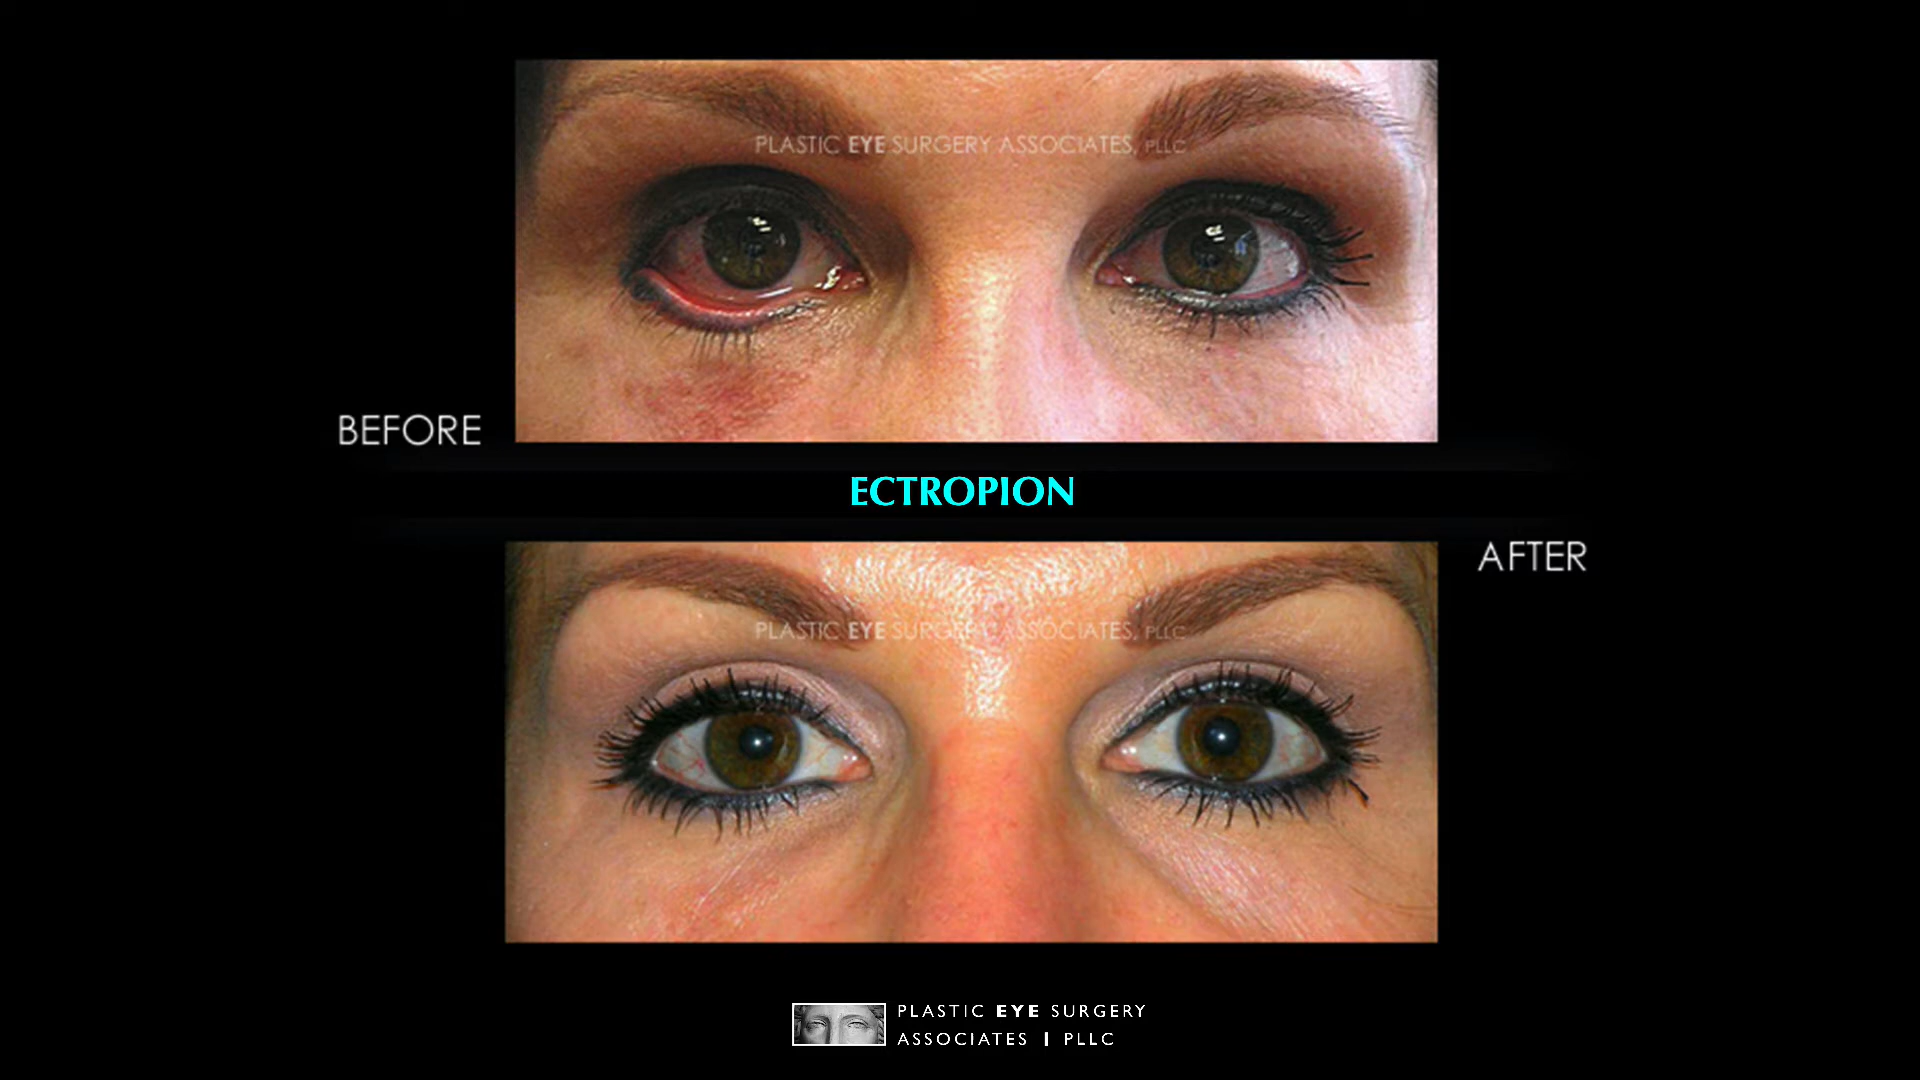 PLASTIC EYE SURGERY ASSOCIATES, PLLC
BEFORE
ECTROPION
AFTER
PLASTIC EYE SURGERY ASSOCIATES, PLLC
PLASTIC EYE SURGERY
ASSOCIATES | PLLC